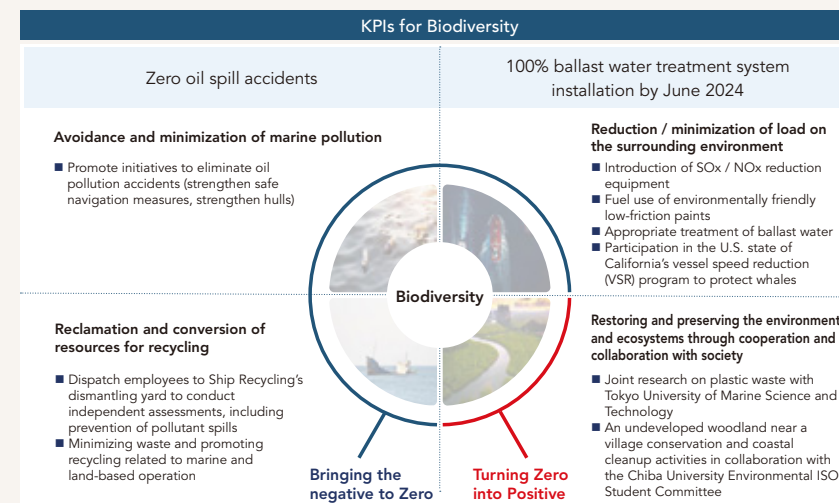 KPIs for Biodiversity
Zero oil spill accidents
100% ballast water treatment system
installation by June 2024
Avoidance and minimization of marine pollution
■ Promote initiatives to eliminate oil
pollution accidents (strengthen safe
navigation measures, strengthen hulls)
Reduction / minimization of load on
the surrounding environment
■ Introduction of SOx / NOx reduction
equipment
■ Fuel use of environmentally friendly
low-friction paints
■ Appropriate treatment of ballast water
■ Participation in the U.S. state of
California's vessel speed reduction
(VSR) program to protect whales
Biodiversity
Reclamation and conversion of
resources for recycling
■ Dispatch employees to Ship Recycling's
dismantling yard to conduct
independent assessments, including
prevention of pollutant spills
■ Minimizing waste and promoting
recycling related to marine and
land-based operation
Restoring and preserving the environment
and ecosystems through cooperation and
collaboration with society
■ Joint research on plastic waste with
Tokyo University of Marine Science and
Technology
■ An undeveloped woodland near a
village conservation and coastal
cleanup activities in collaboration with
the Chiba University Environmental ISO
Student Committee
Bringing the
negative to Zero
Turning Zero
into Positive